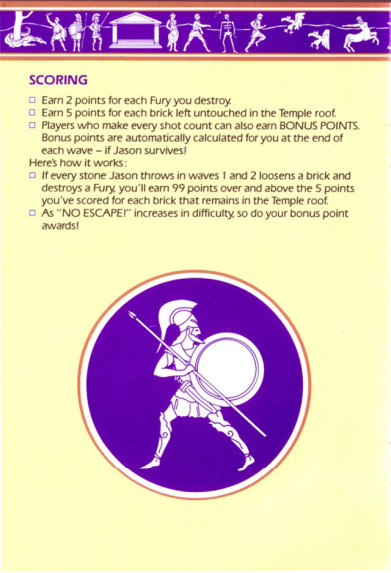 SCORING
□ Earn 2 points for each Fury you destroy.
□ Earn 5 points for each brick left untouched in the Temple roof.
□ Players who make every shot count can also earn BONUS POINTS.
Bonus points are automatically calculated for you at the end of
each wave – if Jason survives!
Here's how it works:
□ If every stone Jason throws in waves 1 and 2 loosens a brick and
destroys a Fury, you'll earn 99 points over and above the 5 points
you've scored for each brick that remains in the Temple roof.
□ As "NO ESCAPE!" increases in difficulty, so do your bonus point
awards!